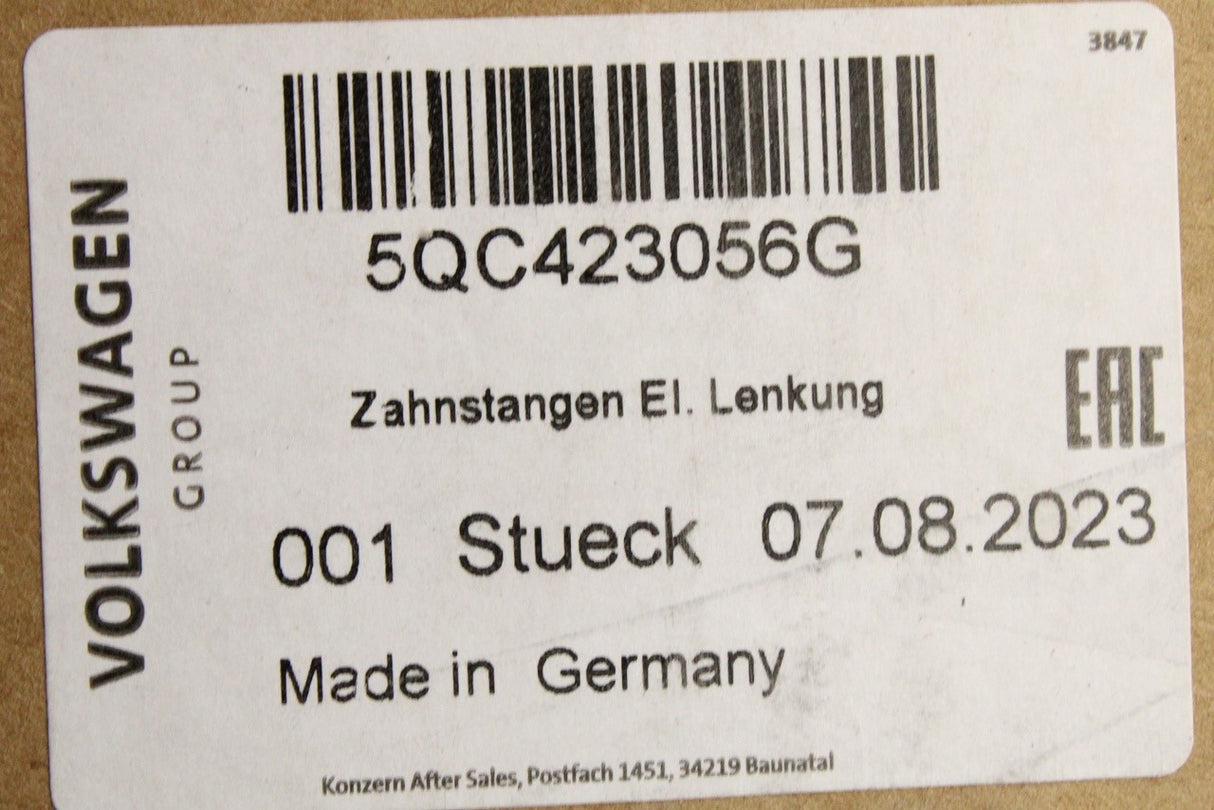 3847
5QC423056G
VOLKSWAGEN
GROUP
Zahnstangen El. Lenkung
EAC
001 Stueck 07.08.2023
Made in Germany
Konzern After Sales, Postfach 1451, 34219 Baunatal